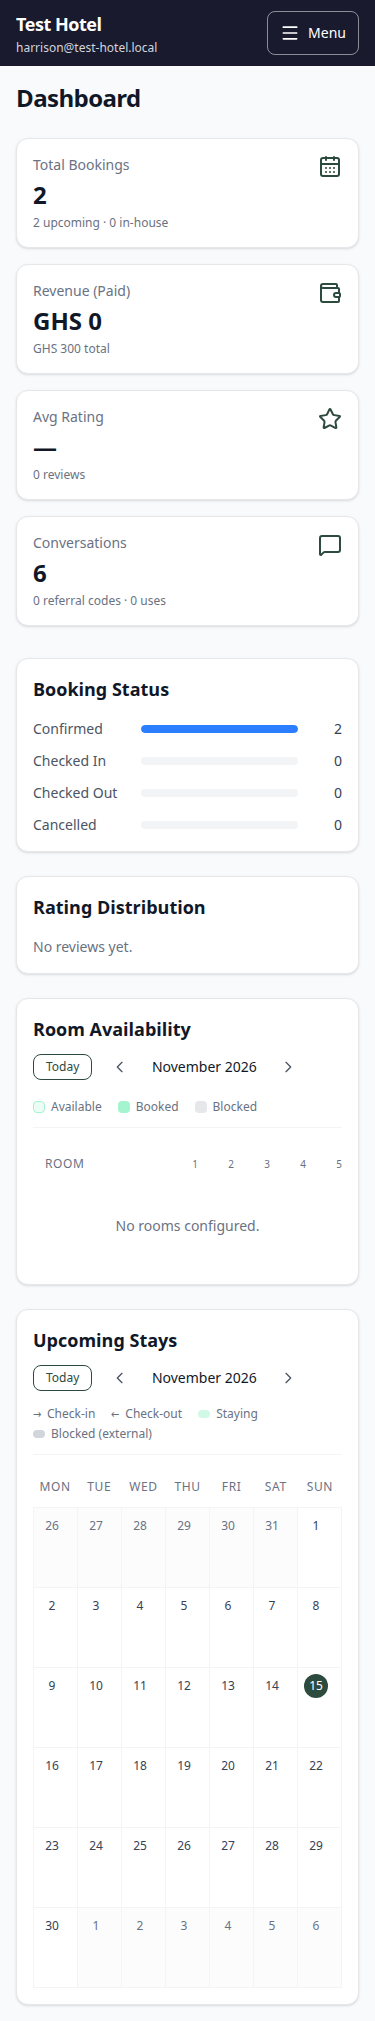 Test Hotel
harrison@test-hotel.local
Menu
Dashboard
Total Bookings
2
2 upcoming · 0 in-house
Revenue (Paid)
GHS 0
GHS 300 total
Avg Rating
—
0 reviews
Conversations
6
0 referral codes · 0 uses
Booking Status
Confirmed 2
Checked In 0
Checked Out 0
Cancelled 0
Rating Distribution
No reviews yet.
Room Availability
Today November 2026
Available Booked Blocked
ROOM 1 2 3 4 5
No rooms configured.
Upcoming Stays
Today November 2026
→ Check-in ← Check-out Staying
Blocked (external)
MON TUE WED THU FRI SAT SUN
26 27 28 29 30 31 1
2 3 4 5 6 7 8
9 10 11 12 13 14 15
16 17 18 19 20 21 22
23 24 25 26 27 28 29
30 1 2 3 4 5 6